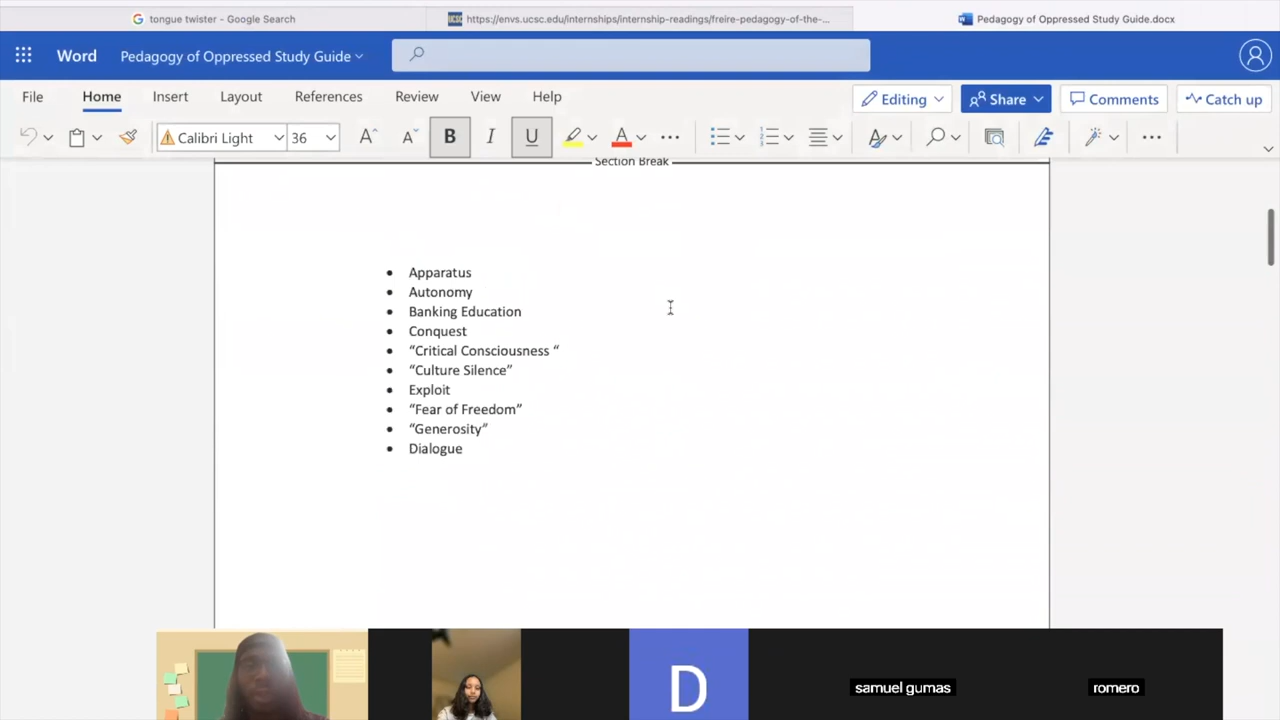 tongue twister - Google Search
https://envs.ucsc.edu/internships/internship-readings/freire-pedagogy-of-the-...
Pedagogy of Oppressed Study Guide.docx
Word
Pedagogy of Oppressed Study Guide
File
Home
Insert
Layout
References
Review
View
Help
Editing
Share
Comments
Catch up
Calibri Light
36
B
I
U
A
Section Break
• Apparatus
• Autonomy
• Banking Education
• Conquest
• “Critical Consciousness “
• “Culture Silence”
• Exploit
• “Fear of Freedom”
• “Generosity”
• Dialogue
D
samuel gumas
romero